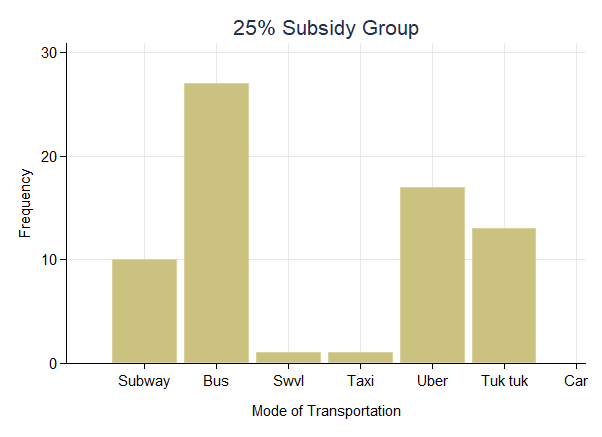 25% Subsidy Group
30
20
10
0
Frequency
Subway Bus Swvl Taxi Uber Tuk tuk Car
Mode of Transportation